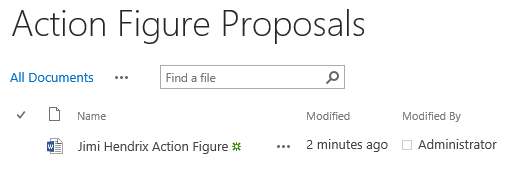 Action Figure Proposals
All Documents ••• Find a file
Name Modified Modified By
Jimi Hendrix Action Figure ••• 2 minutes ago Administrator